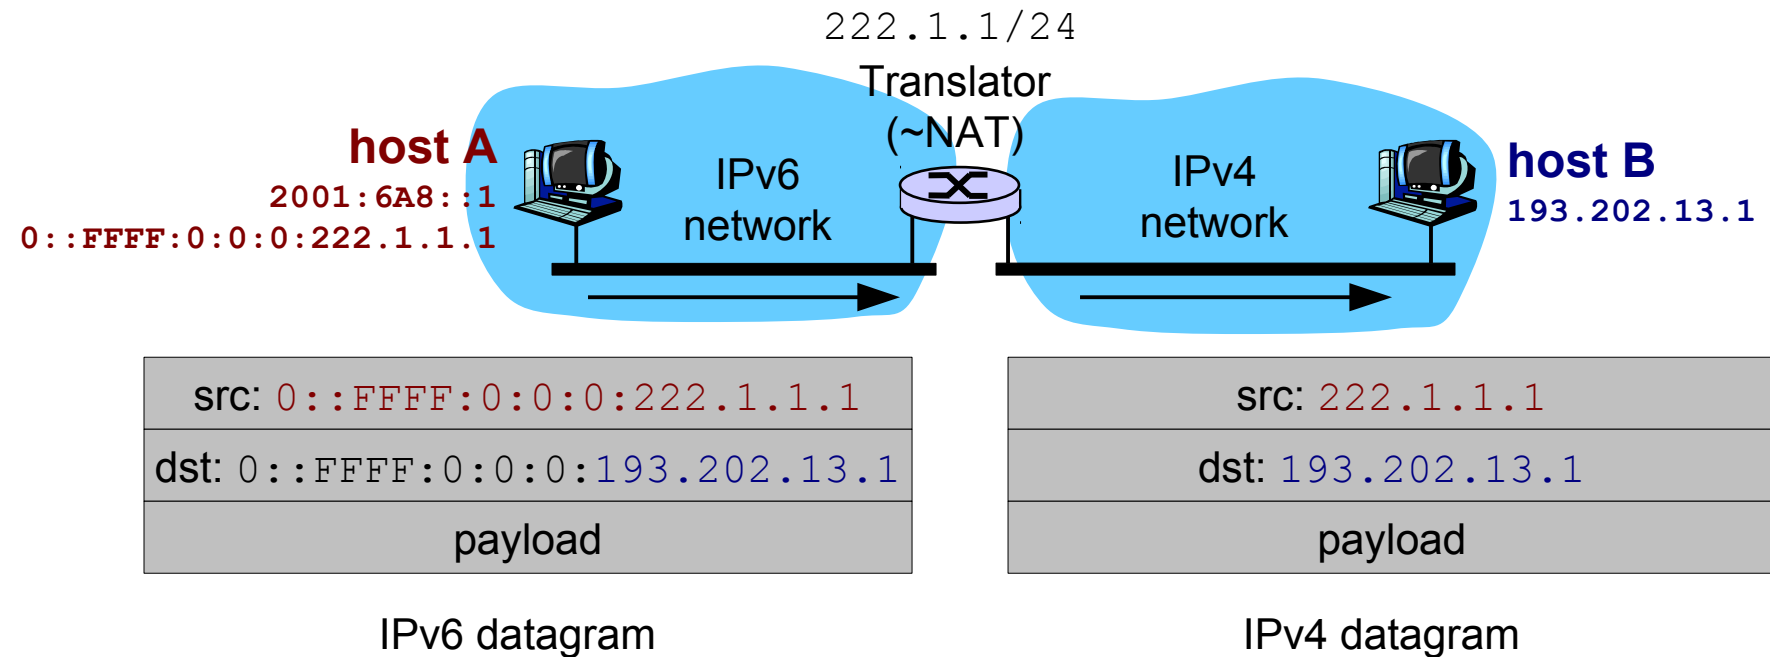 222.1.1/24
Translator
(~NAT)
host A
2001:6A8::1
0::FFFF:0:0:0:222.1.1.1
IPv6
network
IPv4
network
host B
193.202.13.1
src: 0::FFFF:0:0:0:222.1.1.1
dst: 0::FFFF:0:0:0:193.202.13.1
payload
IPv6 datagram
src: 222.1.1.1
dst: 193.202.13.1
payload
IPv4 datagram